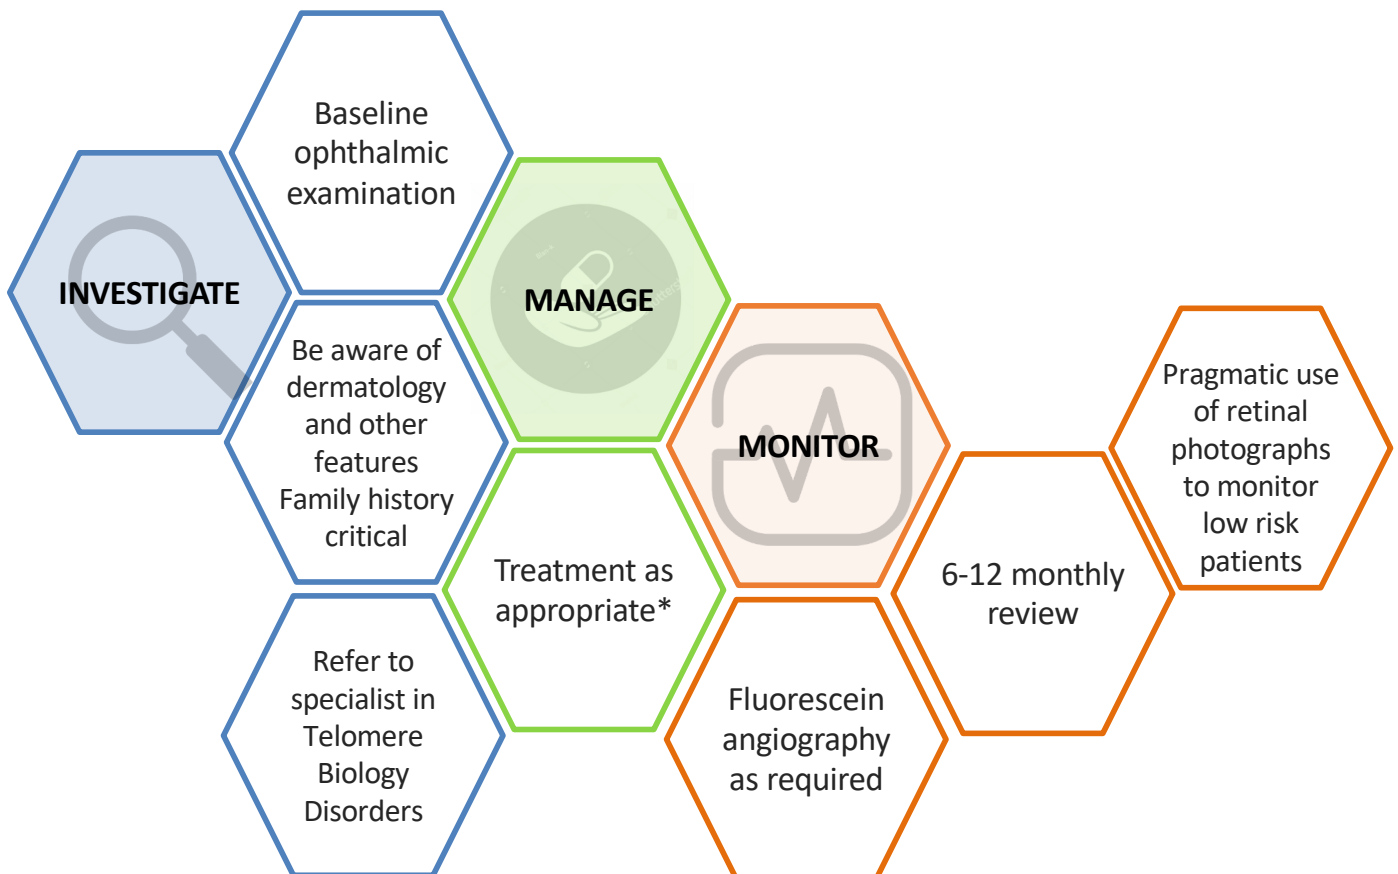 INVESTIGATE
Baseline
ophthalmic
examination
Be aware of
dermatology
and other
features
Family history
critical
Refer to
specialist in
Telomere
Biology
Disorders
MANAGE
Treatment as
appropriate*
MONITOR
Fluorescein
angiography
as required
6-12 monthly
review
Pragmatic use
of retinal
photographs
to monitor
low risk
patients